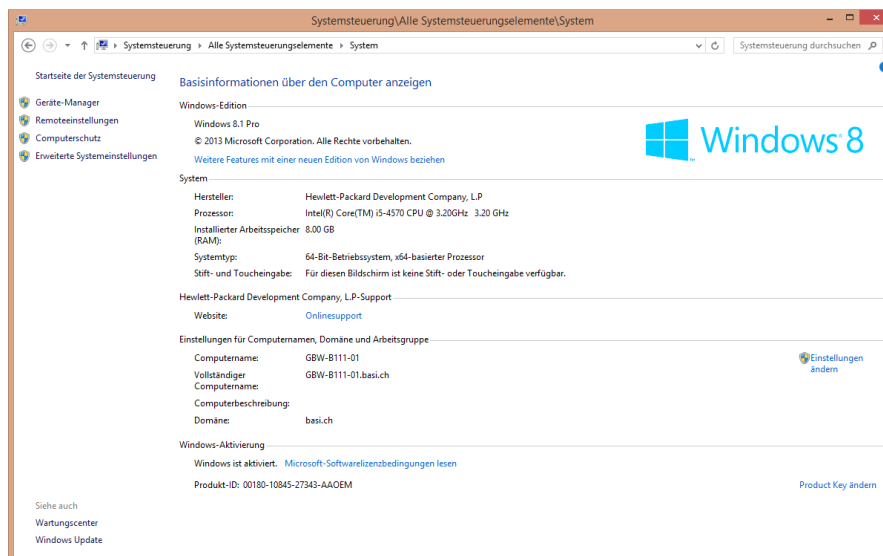 Systemsteuerung\Alle Systemsteuerungselemente\System
Systemsteuerung Alle Systemsteuerungselemente System
Systemsteuerung durchsuchen
Startseite der Systemsteuerung
Geräte-Manager
Remoteeinstellungen
Computerschutz
Erweiterte Systemeinstellungen
Basisinformationen über den Computer anzeigen
Windows-Edition
Windows 8.1 Pro
© 2013 Microsoft Corporation. Alle Rechte vorbehalten.
Weitere Features mit einer neuen Edition von Windows beziehen
Windows 8
System
Hersteller: Hewlett-Packard Development Company, L.P
Prozessor: Intel(R) Core(TM) i5-4570 CPU @ 3.20GHz 3.20 GHz
Installierter Arbeitsspeicher 8.00 GB
(RAM):
Systemtyp: 64-Bit-Betriebssystem, x64-basierter Prozessor
Stift- und Toucheingabe: Für diesen Bildschirm ist keine Stift- oder Toucheingabe verfügbar.
Hewlett-Packard Development Company, L.P-Support
Website: Onlinesupport
Einstellungen für Computernamen, Domäne und Arbeitsgruppe
Computername: GBW-B111-01
Einstellungen
ändern
Vollständiger GBW-B111-01.basi.ch
Computername:
Computerbeschreibung:
Domäne: basi.ch
Windows-Aktivierung
Windows ist aktiviert. Microsoft-Softwarelizenzbedingungen lesen
Produkt-ID: 00180-10845-27343-AAOEM
Product Key ändern
Siehe auch
Wartungscenter
Windows Update